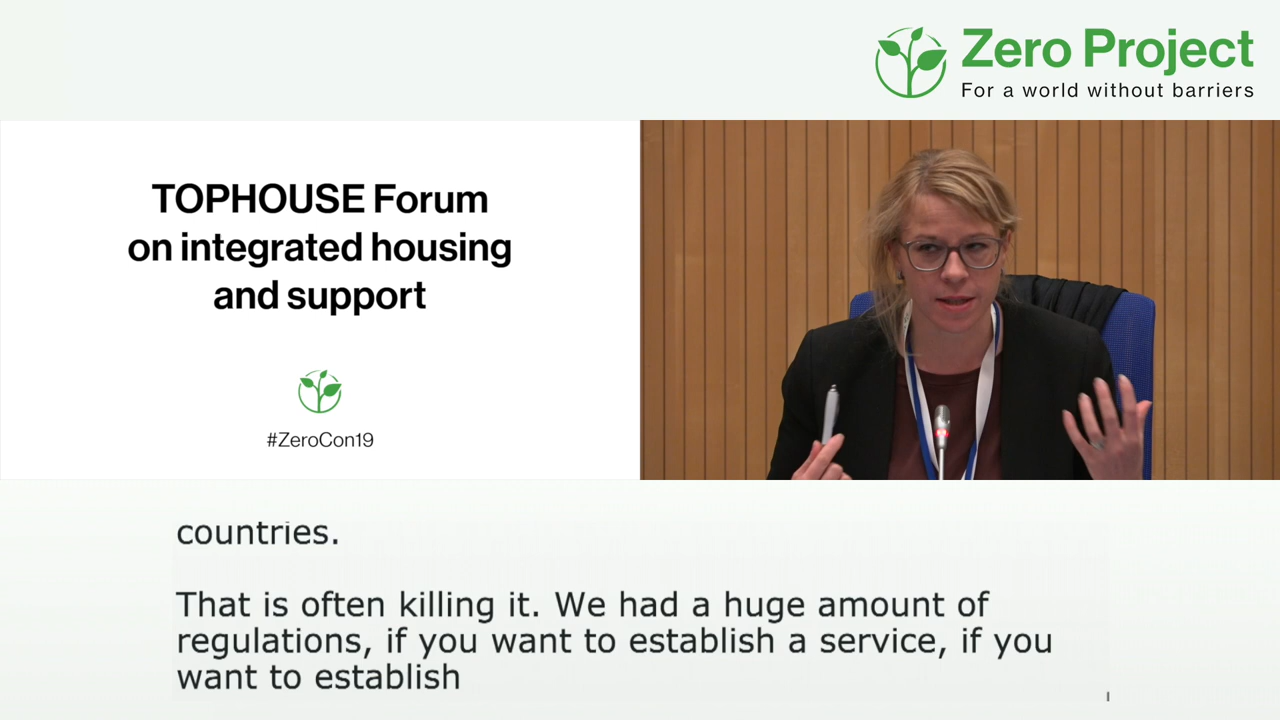 Zero Project
For a world without barriers
TOPHOUSE Forum
on integrated housing
and support
#ZeroCon19
countries.
That is often killing it. We had a huge amount of
regulations, if you want to establish a service, if you
want to establish